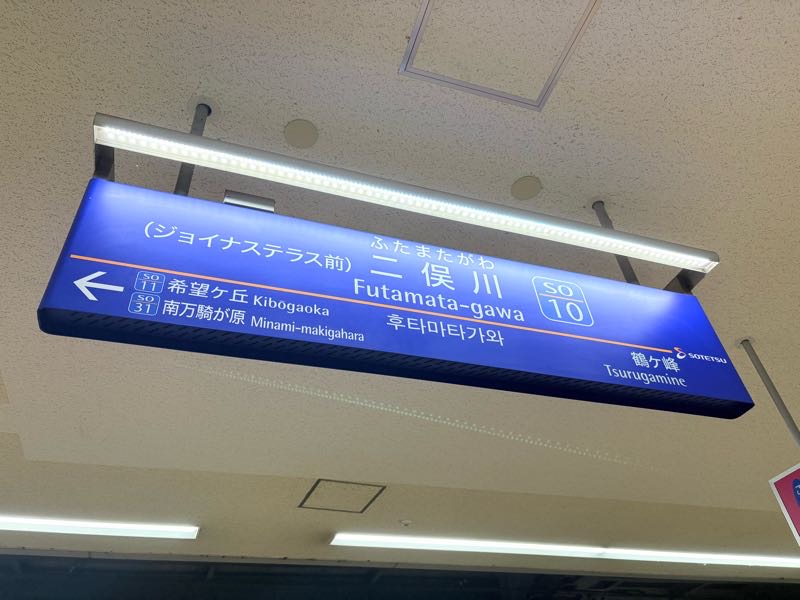 (ジョイナステラス前)
ふたまたがわ
二俣川
Futamata-gawa
후타마타가와
SO
10
SO
11
希望ケ丘 Kibōgaoka
SO
31
南万騎が原 Minami-makigahara
SOTETSU
鶴ケ峰
Tsurugamine